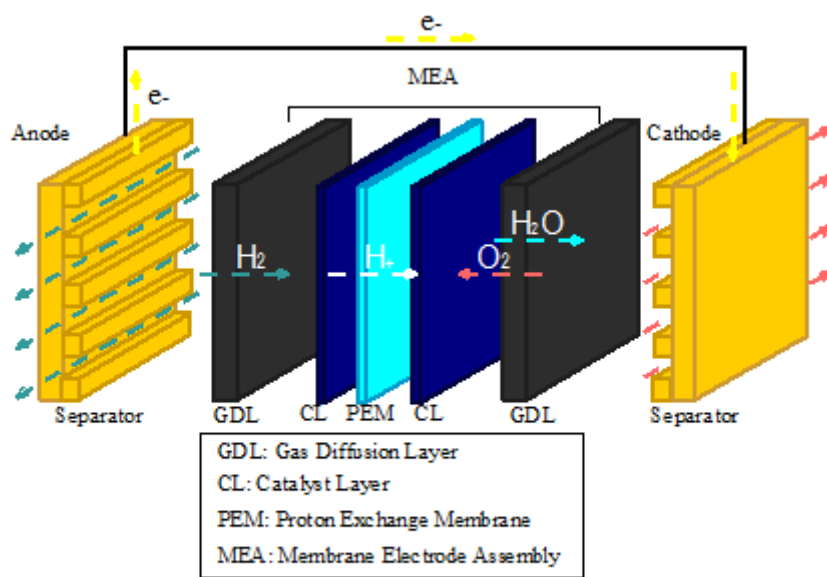 e-
MEA
e-
Anode
Cathode
H2O
H2
H+
O2
Separator
GDL
CL
PEM
CL
GDL
Separator
GDL: Gas Diffusion Layer
CL: Catalyst Layer
PEM: Proton Exchange Membrane
MEA: Membrane Electrode Assembly